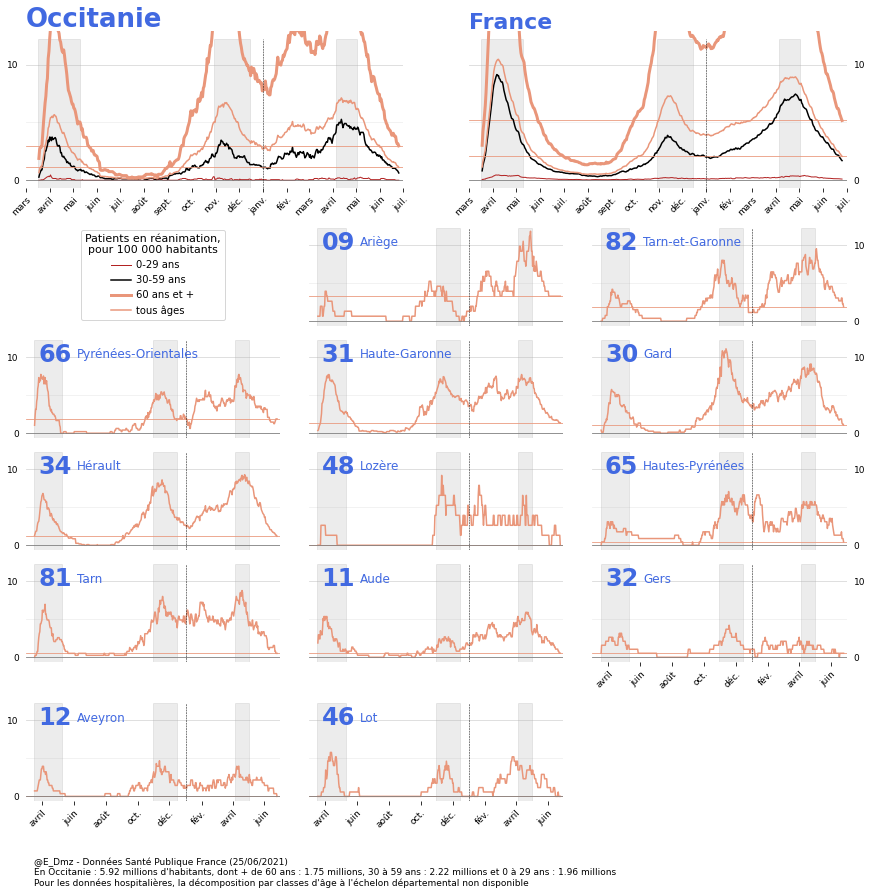 Occitanie
France
10
0
mars avril mai juin juil. août sept. oct. nov. déc. janv. févr. mars avril mai juin juil.
mars avril mai juin juil. août sept. oct. nov. déc. janv. févr. mars avril mai juin juil.
10
0
Patients en réanimation,
pour 100 000 habitants
0-29 ans
30-59 ans
60 ans et +
tous âges
09 Ariège
82 Tarn-et-Garonne
10
0
10
0
66 Pyrénées-Orientales
31 Haute-Garonne
30 Gard
10
0
10
0
34 Hérault
48 Lozère
65 Hautes-Pyrénées
10
0
10
0
81 Tarn
11 Aude
32 Gers
10
0
avril juin août oct. déc. fév. avril juin
10
0
12 Aveyron
46 Lot
avril juin août oct. déc. fév. avril juin
avril juin août oct. déc. fév. avril juin
@E_Dmz - Données Santé Publique France (25/06/2021)
En Occitanie : 5.92 millions d'habitants, dont + de 60 ans : 1.75 millions, 30 à 59 ans : 2.22 millions et 0 à 29 ans : 1.96 millions
Pour les données hospitalières, la décomposition par classes d'âge à l'échelon départemental non disponible